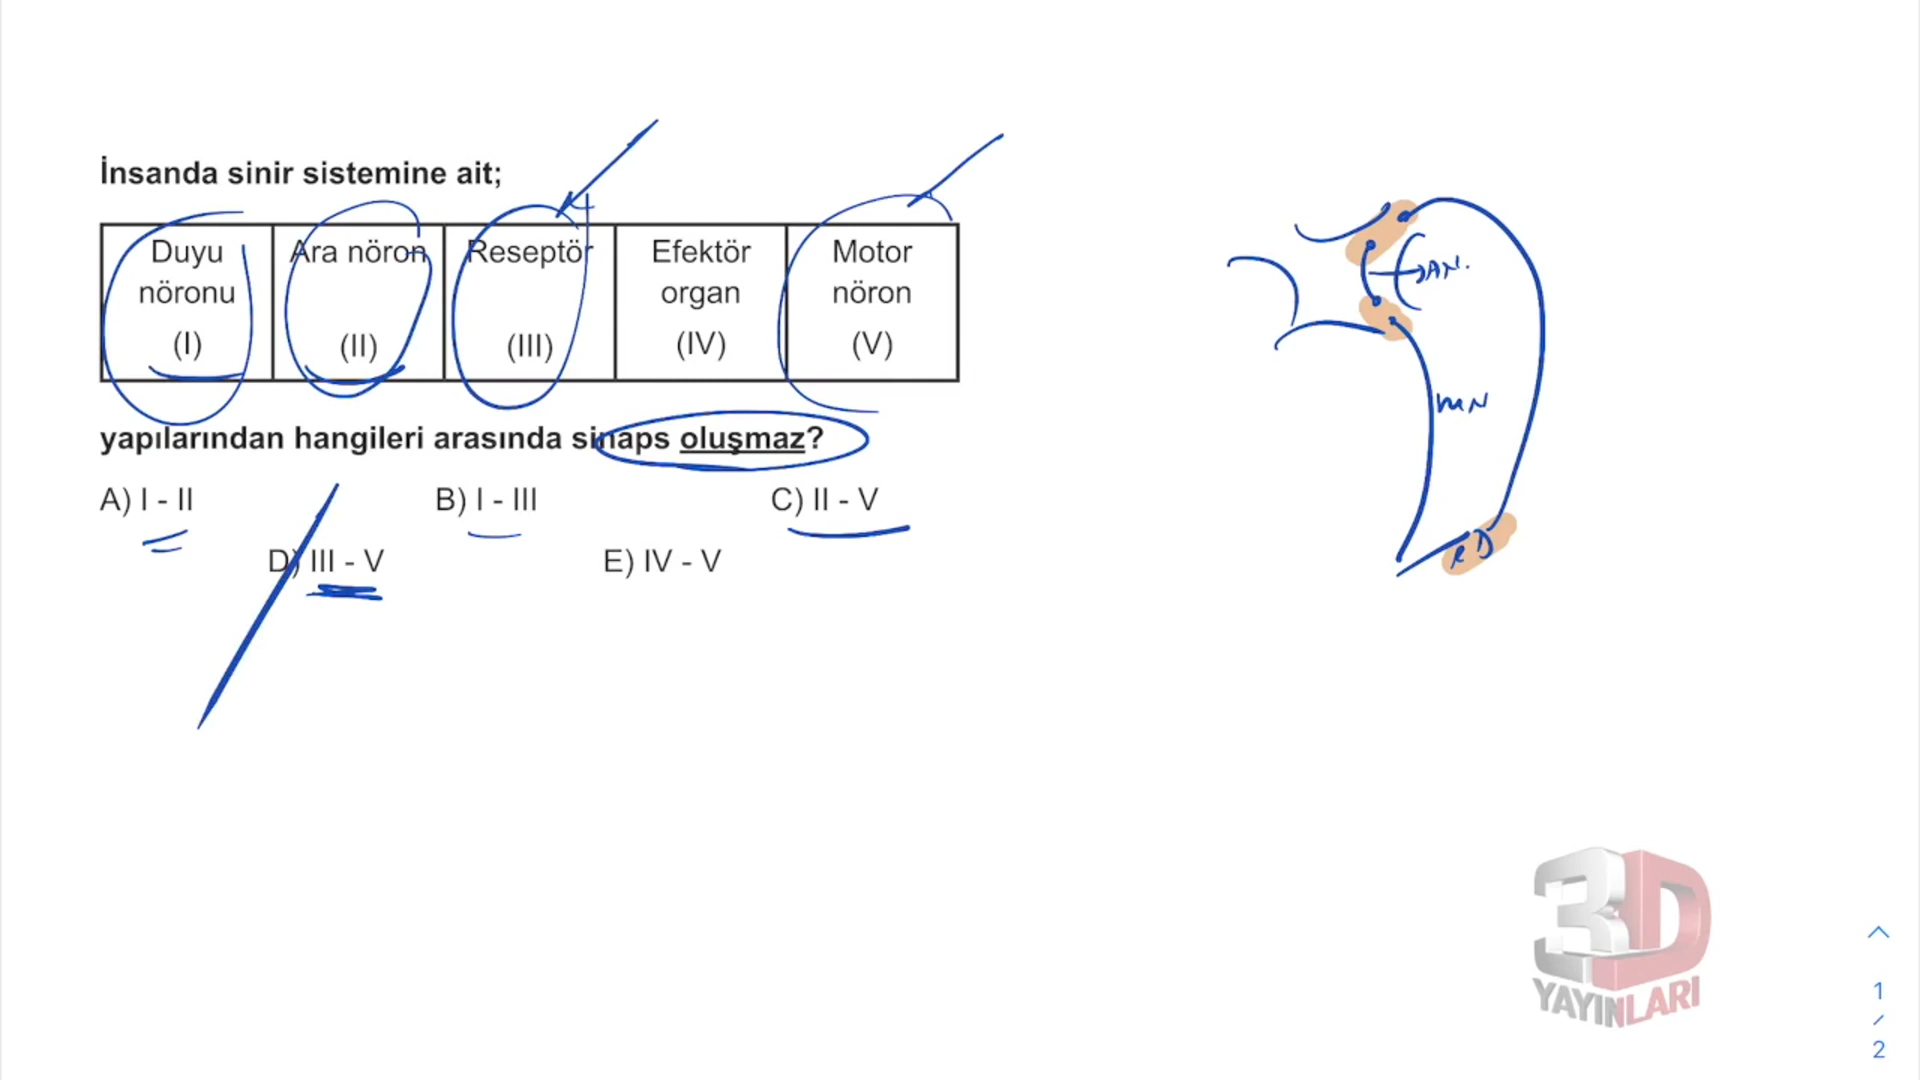 İnsanda sinir sistemine ait;
Duyu nöronu (I)
Ara nöron (II)
Reseptör (III)
Efektör organ (IV)
Motor nöron (V)
yapılarından hangileri arasında sinaps oluşmaz?
A) I - II
B) I - III
C) II - V
D) III - V
E) IV - V
AN.
MN
R D
3D
YAYINLARI
1
/
2